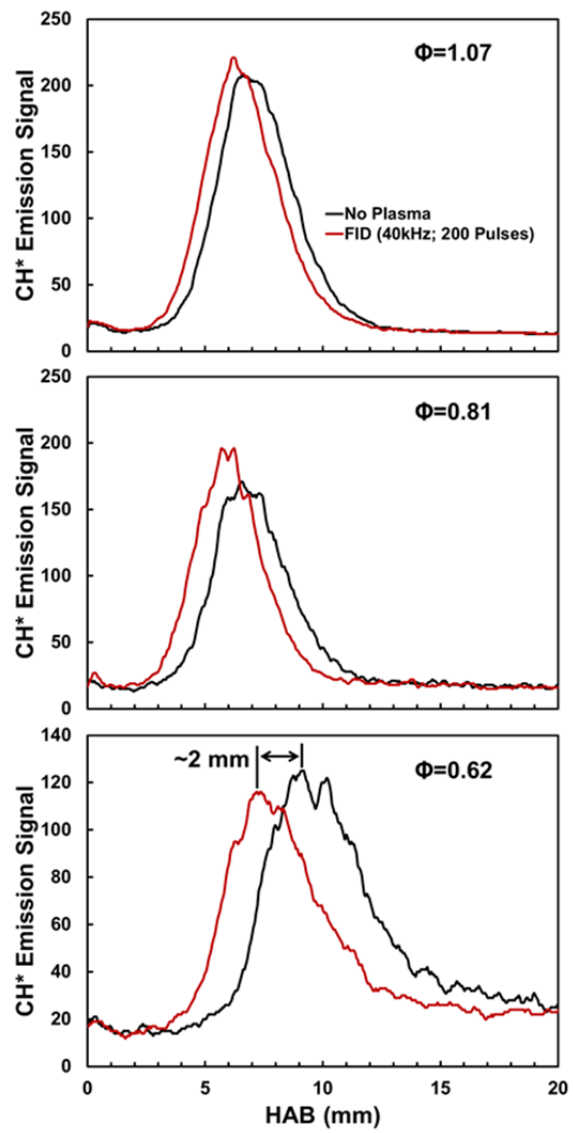 250
200
150
100
50
0
CH* Emission Signal
Φ=1.07
No Plasma
FID (40kHz; 200 Pulses)
250
200
150
100
50
0
CH* Emission Signal
Φ=0.81
140
120
100
80
60
40
20
0
CH* Emission Signal
~2 mm
Φ=0.62
0 5 10 15 20
HAB (mm)